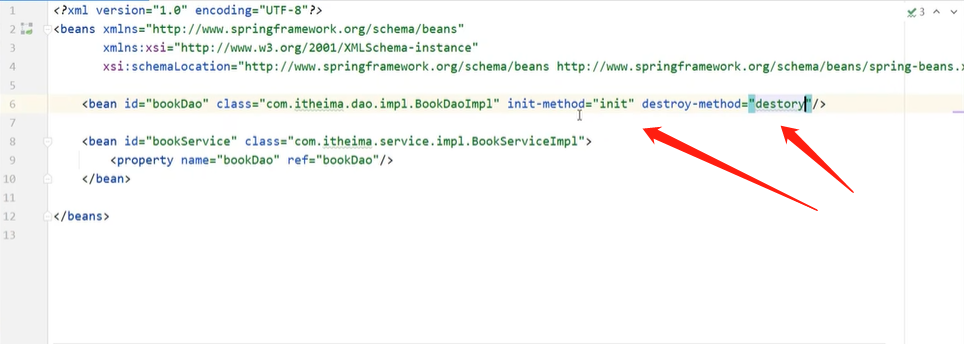 1 <?xml version="1.0" encoding="UTF-8"?>
2 <beans xmlns="http://www.springframework.org/schema/beans"
3 xmlns:xsi="http://www.w3.org/2001/XMLSchema-instance"
4 xsi:schemaLocation="http://www.springframework.org/schema/beans http://www.springframework.org/schema/beans/spring-beans.x
5
6 <bean id="bookDao" class="com.itheima.dao.impl.BookDaoImpl" init-method="init" destroy-method="destory"/>
7
8 <bean id="bookService" class="com.itheima.service.impl.BookServiceImpl">
9 <property name="bookDao" ref="bookDao"/>
10 </bean>
11
12 </beans>
13
3